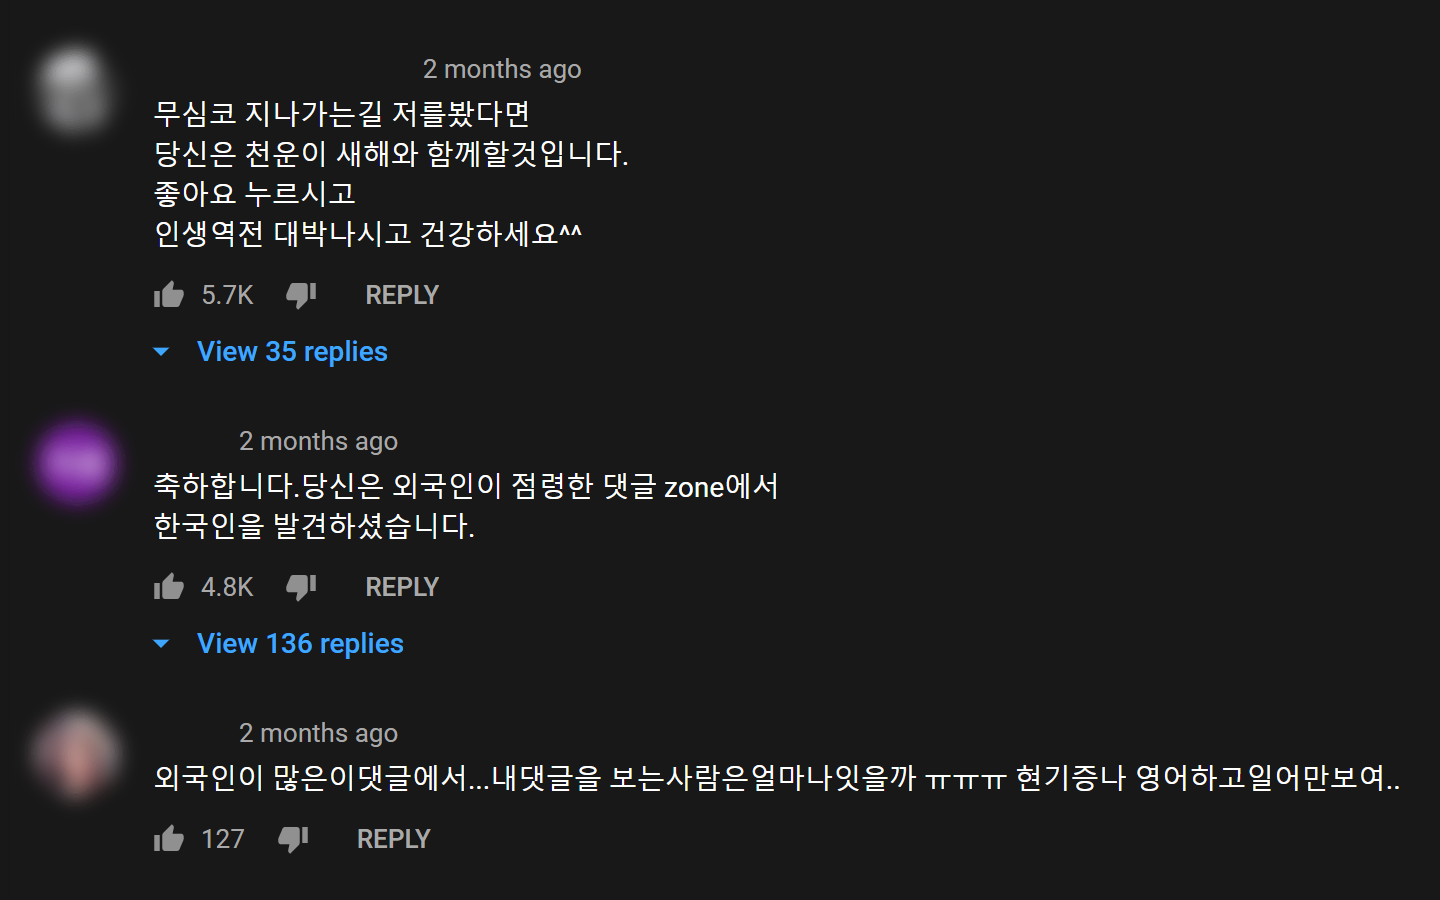 2 months ago
무심코 지나가는길 저를봤다면
당신은 천운이 새해와 함께할것입니다.
좋아요 누르시고
인생역전 대박나시고 건강하세요^^
5.7K REPLY
View 35 replies
2 months ago
축하합니다.당신은 외국인이 점령한 댓글 zone에서
한국인을 발견하셨습니다.
4.8K REPLY
View 136 replies
2 months ago
외국인이 많은이댓글에서...내댓글을 보는사람은얼마나잇을까 ㅠㅠㅠ 현기증나 영어하고일어만보여..
127 REPLY